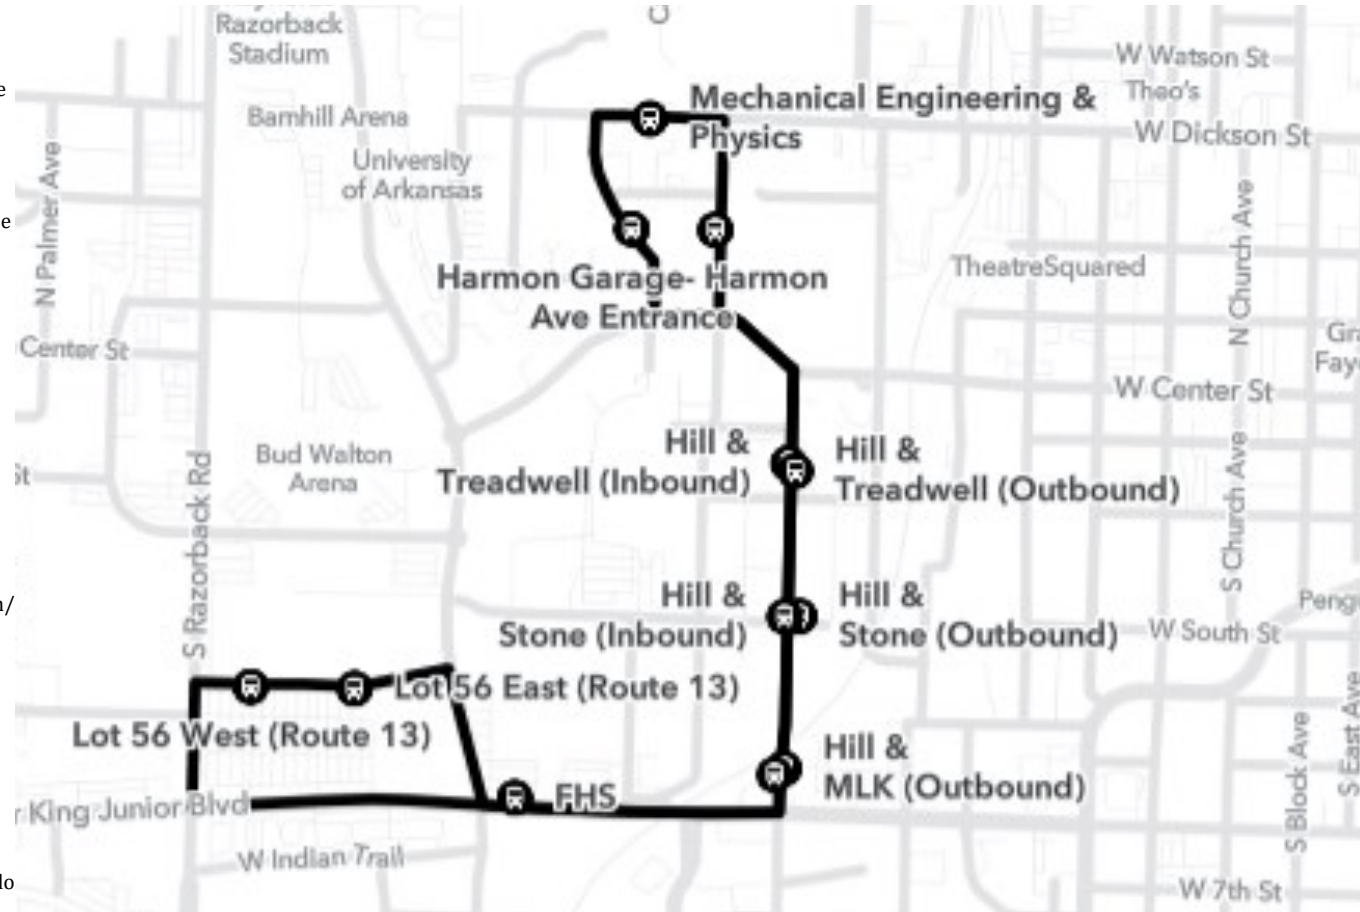 Razorback
Stadium
W Watson St
e
Theo's
Mechanical Engineering &
Physics
Barnhill Arena
W Dickson St
University
of Arkansas
N Palmer Ave
e
N Church Ave
TheatreSquared
Harmon Garage- Harmon
Ave Entrance
Center St
W Center St
Hill &
Treadwell (Inbound)
Hill &
Treadwell (Outbound)
Bud Walton
Arena
St
S Razorback Rd
S Church Ave
n/
Hill &
Stone (Inbound)
Hill &
Stone (Outbound)
W South St
Lot 56 East (Route 13)
Lot 56 West (Route 13)
Hill &
MLK (Outbound)
S Block Ave
S East Ave
FHS
r King Junior Blvd
W Indian Trail
lo
W 7th St